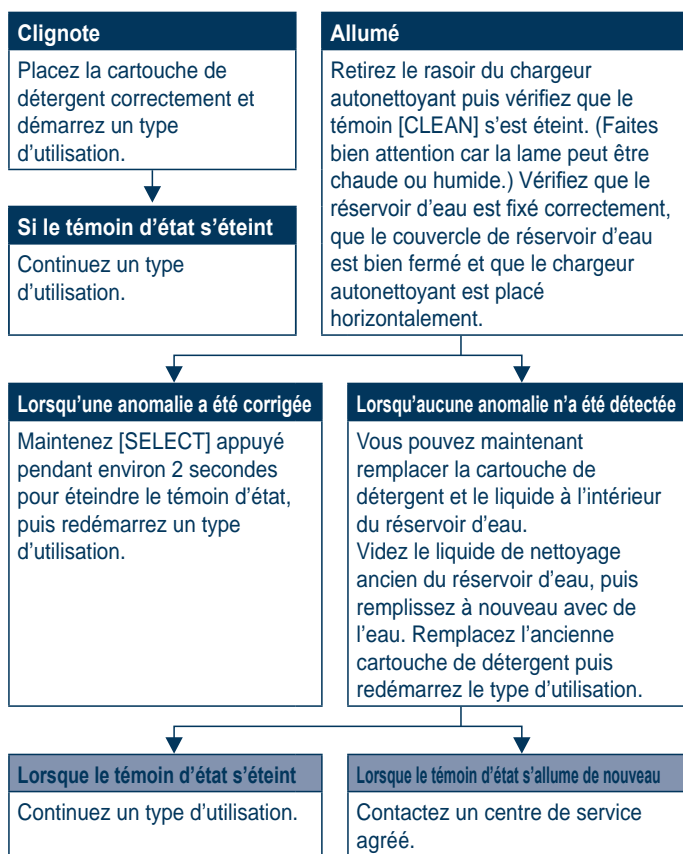 Clignote
Placez la cartouche de
détergent correctement et
démarrez un type
d'utilisation.
Si le témoin d'état s'éteint
Continuez un type
d'utilisation.
Allumé
Retirez le rasoir du chargeur
autonettoyant puis vérifiez que le
témoin [CLEAN] s'est éteint. (Faites
bien attention car la lame peut être
chaude ou humide.) Vérifiez que le
réservoir d'eau est fixé correctement,
que le couvercle de réservoir d'eau
est bien fermé et que le chargeur
autonettoyant est placé
horizontalement.
Lorsqu'une anomalie a été corrigée
Maintenez [SELECT] appuyé
pendant environ 2 secondes
pour éteindre le témoin d'état,
puis redémarrez un type
d'utilisation.
Lorsqu'aucune anomalie n'a été détectée
Vous pouvez maintenant
remplacer la cartouche de
détergent et le liquide à l'intérieur
du réservoir d'eau.
Videz le liquide de nettoyage
ancien du réservoir d'eau, puis
remplissez à nouveau avec de
l'eau. Remplacez l'ancienne
cartouche de détergent puis
redémarrez le type d'utilisation.
Lorsque le témoin d'état s'éteint
Continuez un type d'utilisation.
Lorsque le témoin d'état s'allume de nouveau
Contactez un centre de service
agréé.